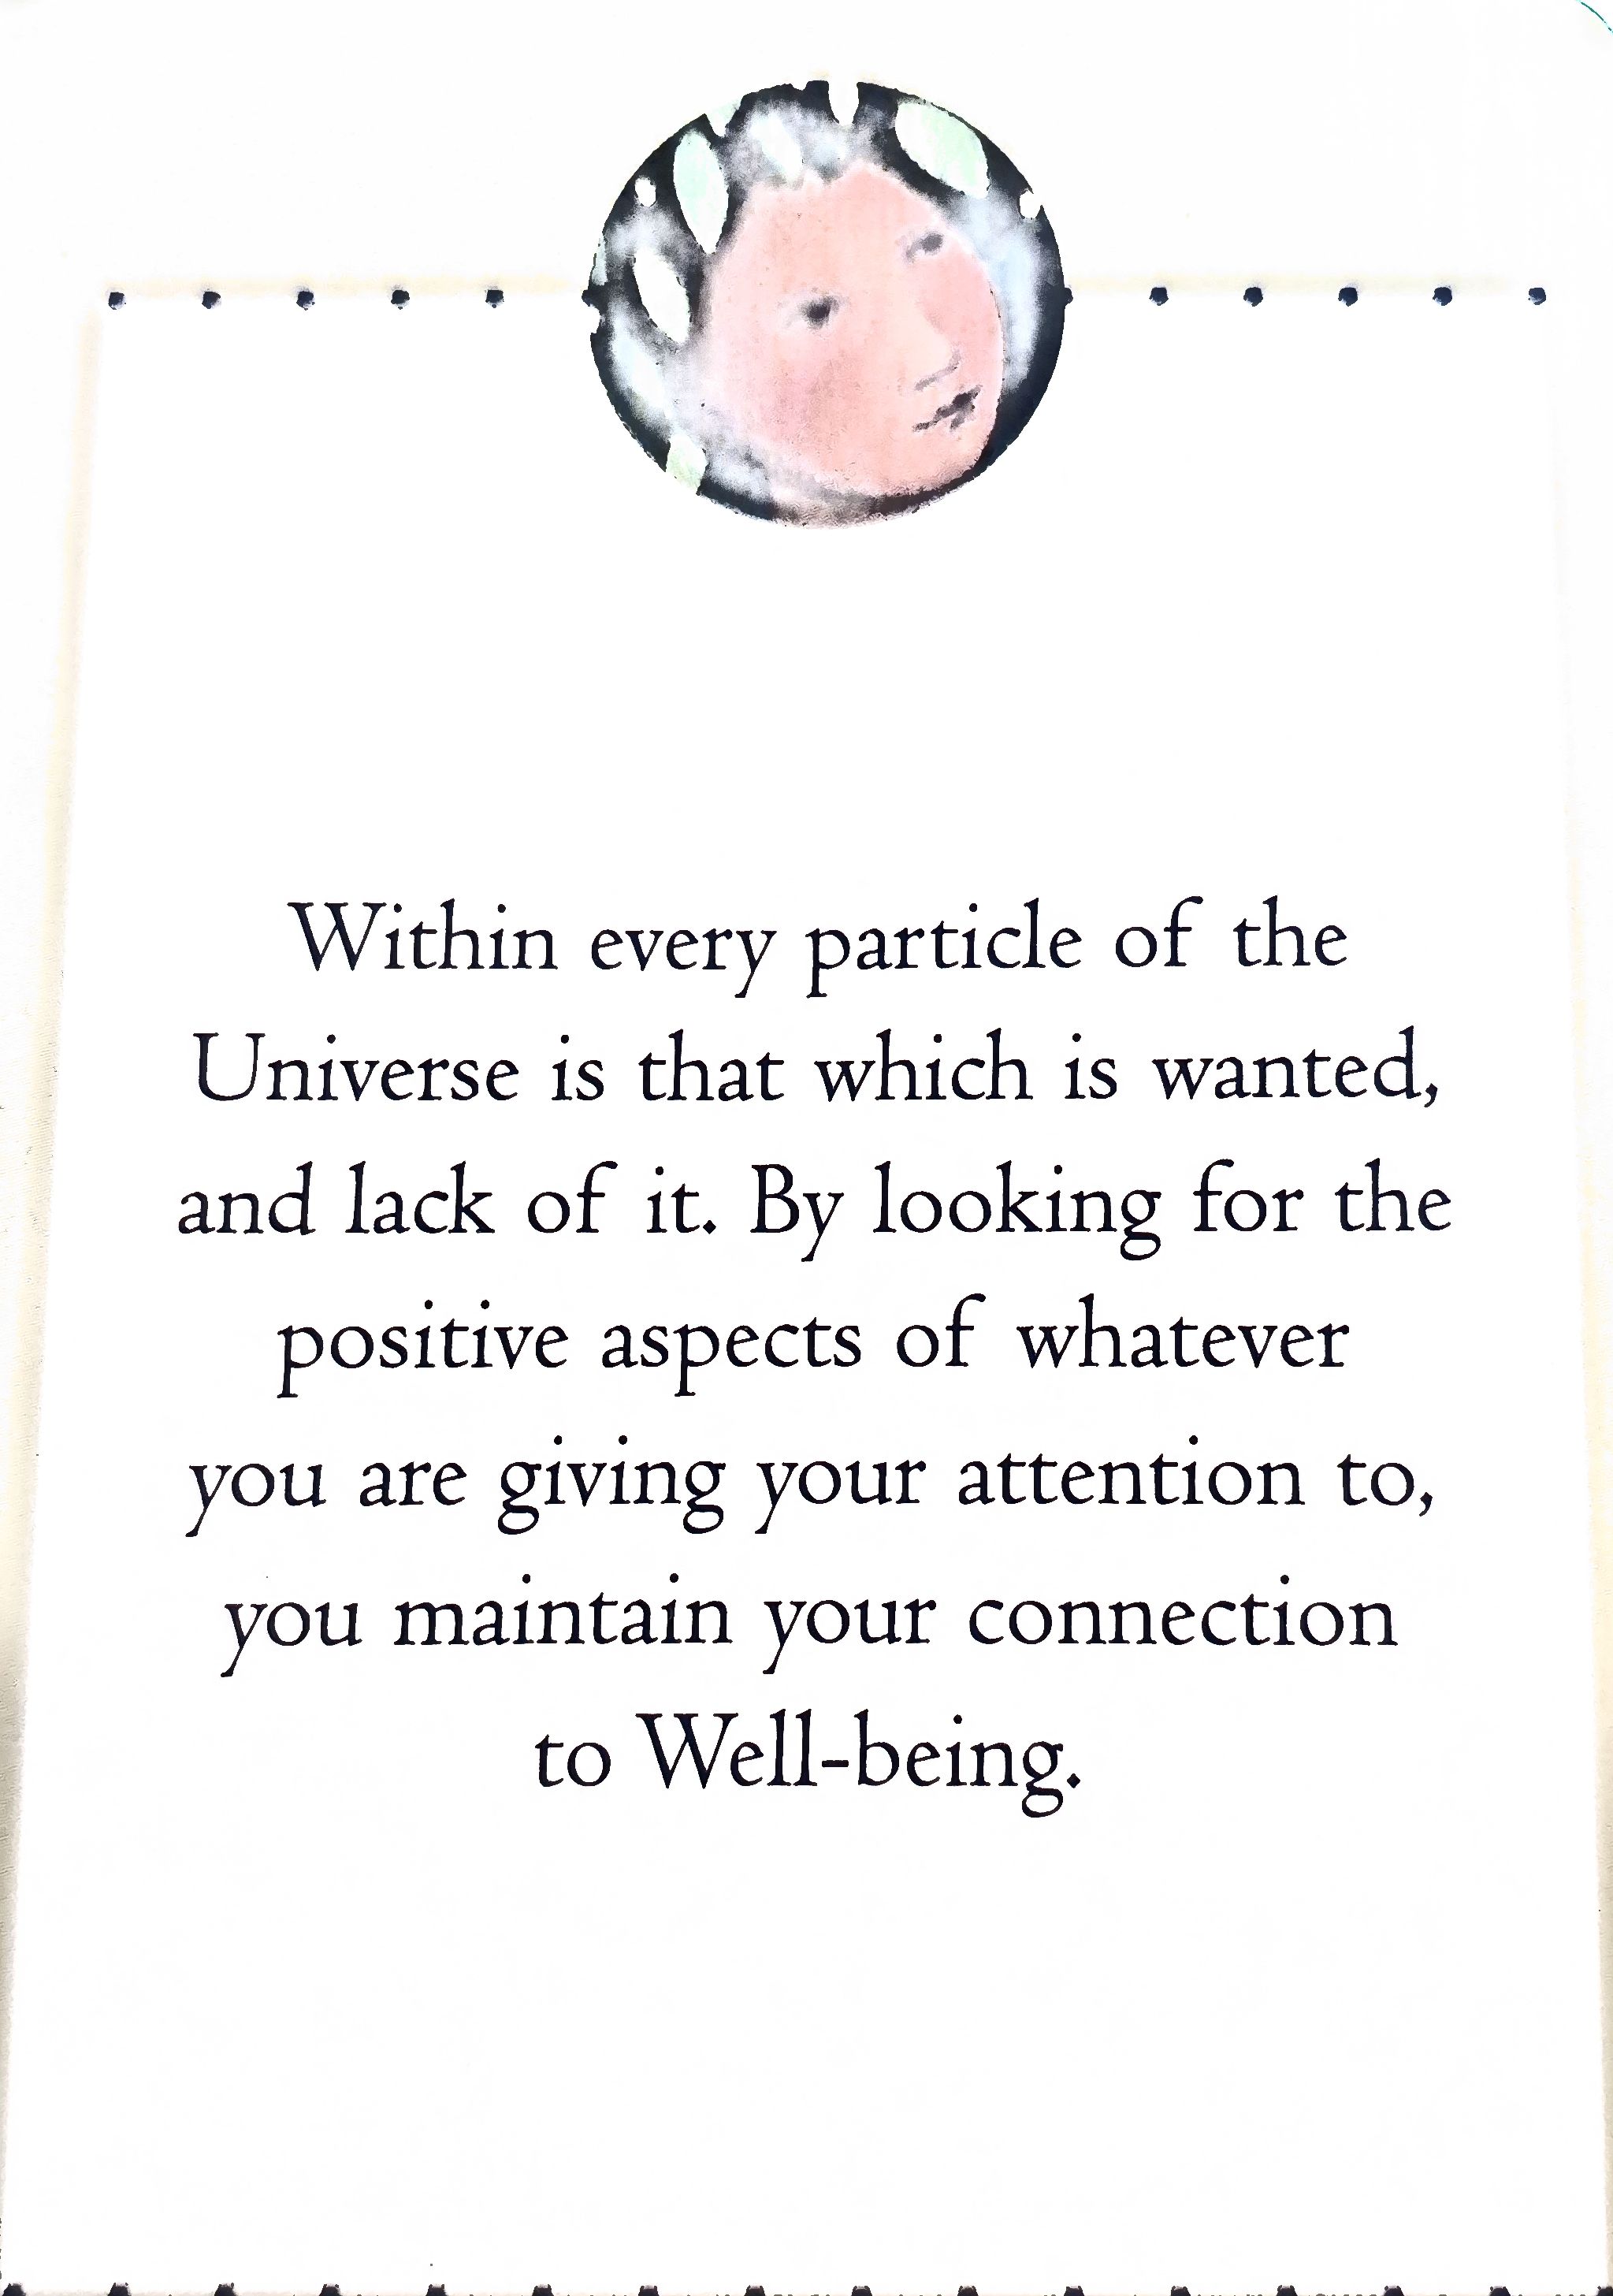 Within every particle of the
Universe is that which is wanted,
and lack of it. By looking for the
positive aspects of whatever
you are giving your attention to,
you maintain your connection
to Well-being.